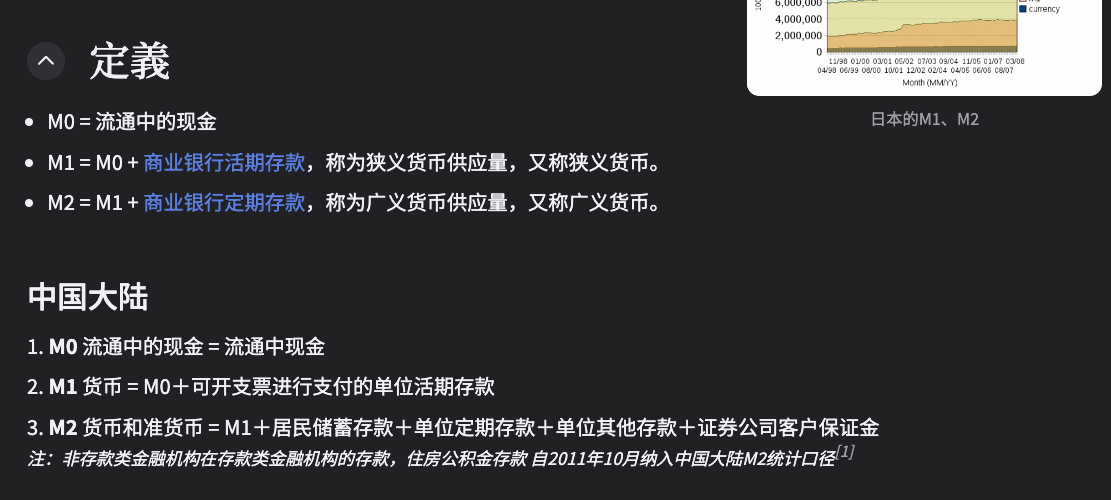 6,000,000
4,000,000
2,000,000
0
currency
11/98 01/00 03/01 05/02 07/03 09/04 11/05 01/07 03/08
04/98 06/99 08/00 10/01 12/02 02/04 04/05 06/06 08/07
Month (MM/YY)
日本的M1、M2
定義
M0 = 流通中的现金
M1 = M0 + 商业银行活期存款，称为狭义货币供应量，又称狭义货币。
M2 = M1 + 商业银行定期存款，称为广义货币供应量，又称广义货币。
中国大陆
1. M0 流通中的现金 = 流通中现金
2. M1 货币 = M0＋可开支票进行支付的单位活期存款
3. M2 货币和准货币 = M1＋居民储蓄存款＋单位定期存款＋单位其他存款＋证券公司客户保证金
注：非存款类金融机构在存款类金融机构的存款，住房公积金存款 自2011年10月纳入中国大陆M2统计口径[1]